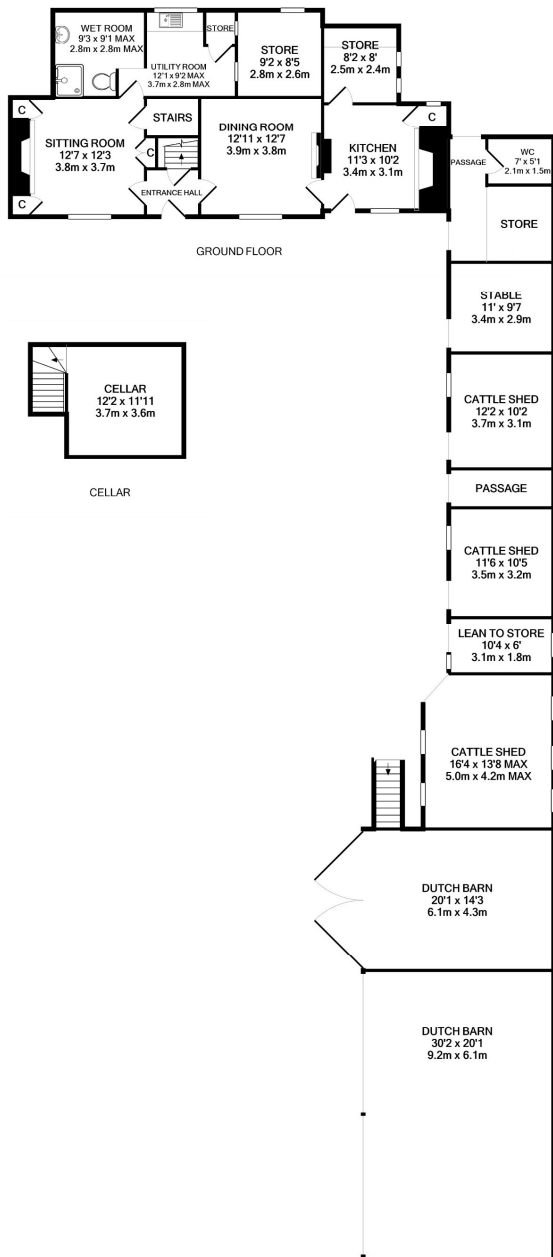 WET ROOM
9'3 x 9'1 MAX
2.8m x 2.8m MAX
STORE
UTILITY ROOM
12'1 x 9'2 MAX
3.7m x 2.8m MAX
STORE
9'2 x 8'5
2.8m x 2.6m
STORE
8'2 x 8'
2.5m x 2.4m
C
SITTING ROOM
12'7 x 12'3
3.8m x 3.7m
C
C
STAIRS
ENTRANCE HALL
DINING ROOM
12'11 x 12'7
3.9m x 3.8m
KITCHEN
11'3 x 10'2
3.4m x 3.1m
C
PASSAGE
WC
7' x 5'1
2.1m x 1.5m
STORE
GROUND FLOOR
STABLE
11' x 9'7
3.4m x 2.9m
CELLAR
12'2 x 11'11
3.7m x 3.6m
CELLAR
CATTLE SHED
12'2 x 10'2
3.7m x 3.1m
PASSAGE
CATTLE SHED
11'6 x 10'5
3.5m x 3.2m
LEAN TO STORE
10'4 x 6'
3.1m x 1.8m
CATTLE SHED
16'4 x 13'8 MAX
5.0m x 4.2m MAX
DUTCH BARN
20'1 x 14'3
6.1m x 4.3m
DUTCH BARN
30'2 x 20'1
9.2m x 6.1m